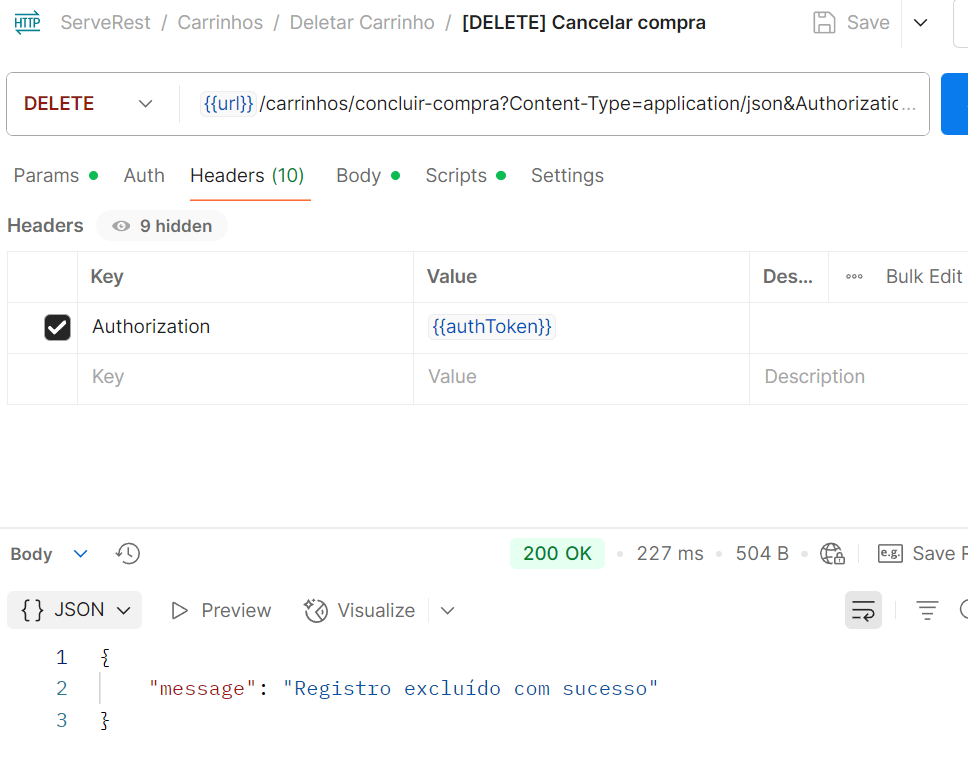 HTTP ServeRest / Carrinhos / Deletar Carrinho / [DELETE] Cancelar compra Save
DELETE {{url}} /carrinhos/concluir-compra?Content-Type=application/json&Authorizatic...
Params Auth Headers (10) Body Scripts Settings
Headers 9 hidden
Key Value Des... Bulk Edit
Authorization {{authToken}}
Key Value Description
Body 200 OK 227 ms 504 B e.g. Save
{} JSON Preview Visualize
1 {
2 "message": "Registro excluído com sucesso"
3 }